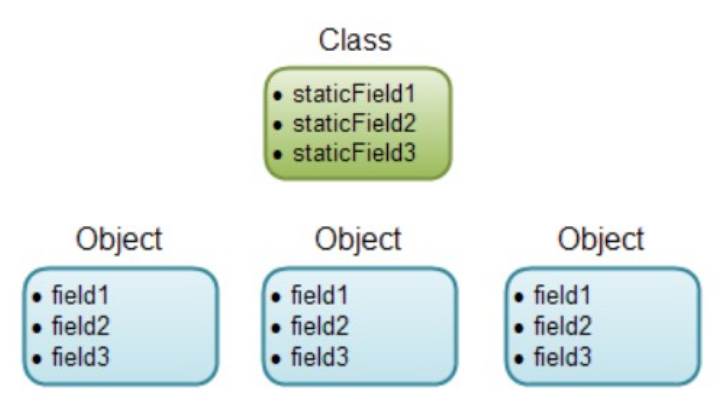 Class
• staticField1
• staticField2
• staticField3
Object
• field1
• field2
• field3
Object
• field1
• field2
• field3
Object
• field1
• field2
• field3